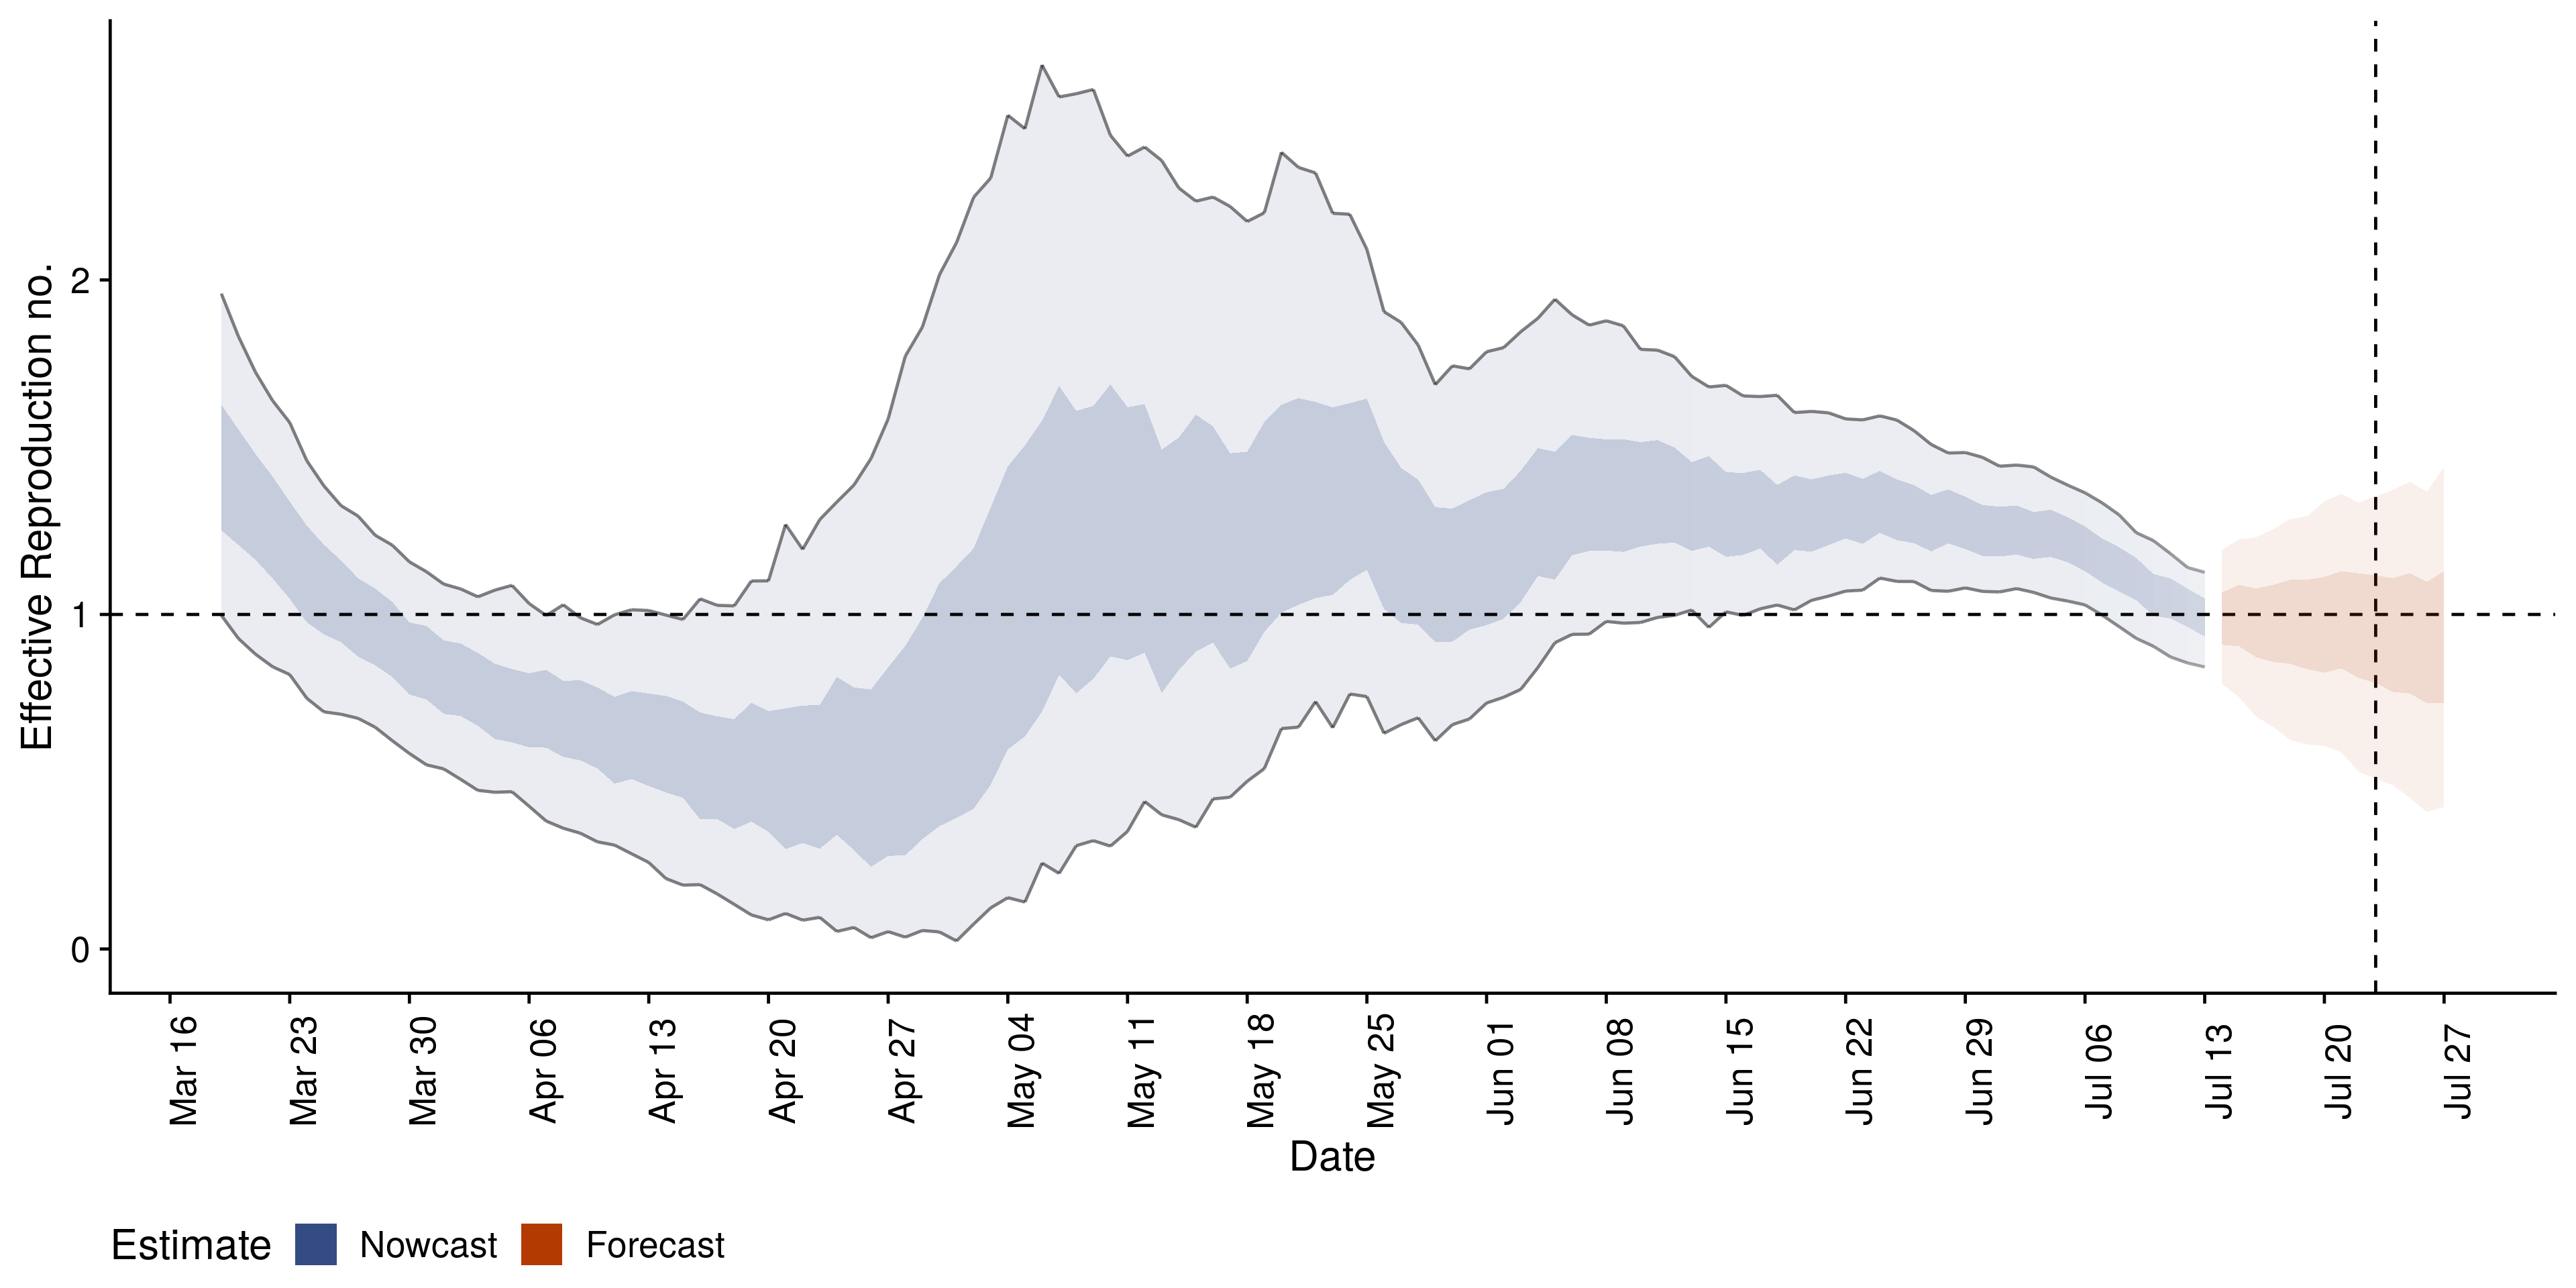 Effective Reproduction no.
2
1
0
Mar 16
Mar 23
Mar 30
Apr 06
Apr 13
Apr 20
Apr 27
May 04
May 11
May 18
May 25
Jun 01
Jun 08
Jun 15
Jun 22
Jun 29
Jul 06
Jul 13
Jul 20
Jul 27
Date
Estimate Nowcast Forecast